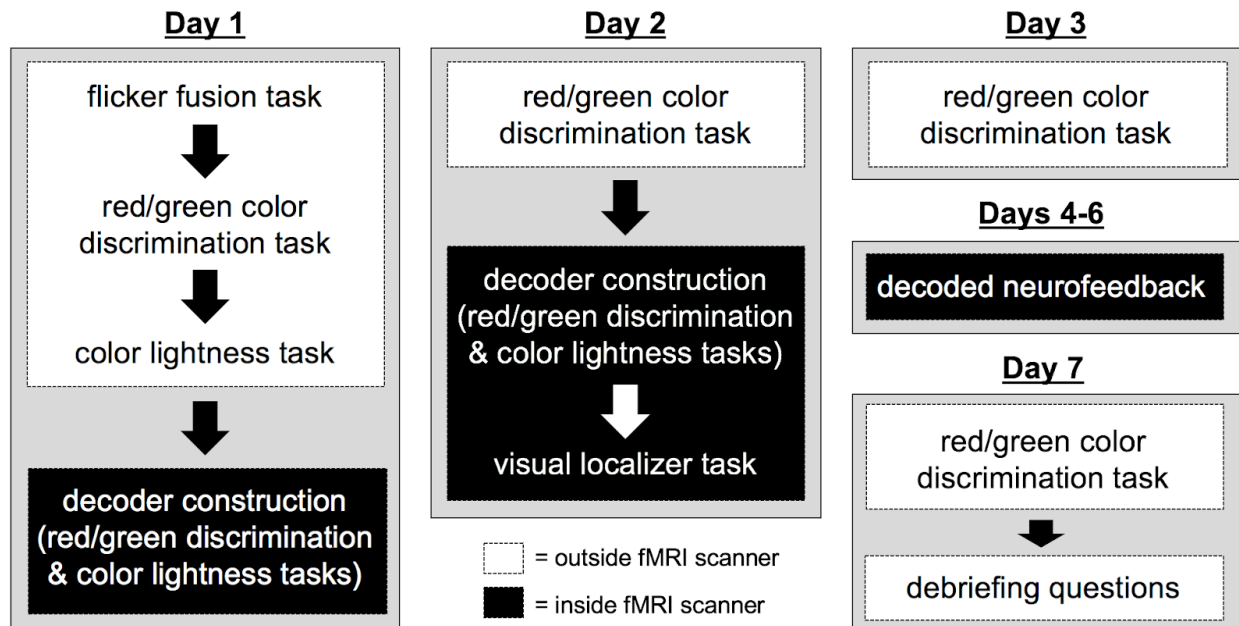 Day 1
flicker fusion task
red/green color
discrimination task
color lightness task
decoder construction
(red/green discrimination
& color lightness tasks)
Day 2
red/green color
discrimination task
decoder construction
(red/green discrimination
& color lightness tasks)
visual localizer task
= outside fMRI scanner
= inside fMRI scanner
Day 3
red/green color
discrimination task
Days 4-6
decoded neurofeedback
Day 7
red/green color
discrimination task
debriefing questions